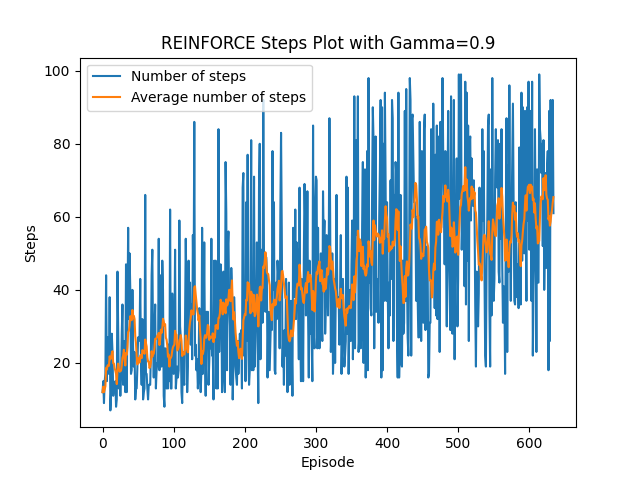 REINFORCE Steps Plot with Gamma=0.9
Number of steps
Average number of steps
100
80
60
40
20
Steps
0 100 200 300 400 500 600
Episode